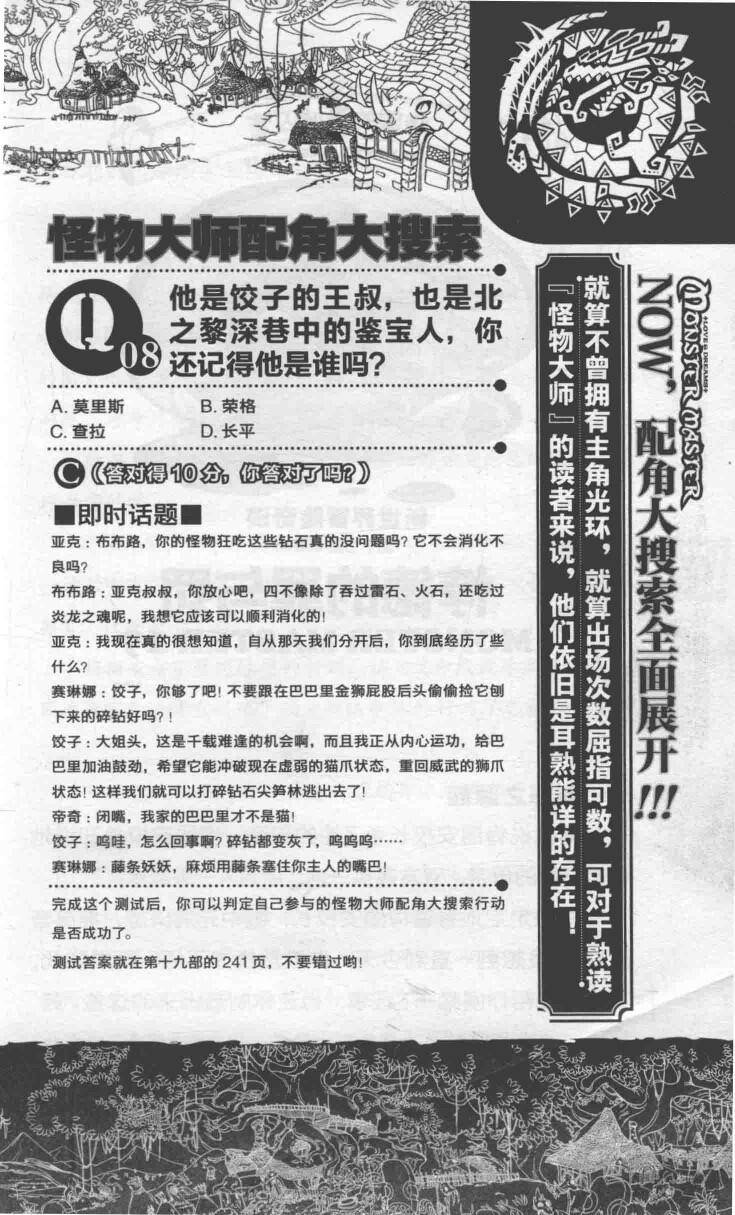 怪物大师配角大搜索
Q 08
他是饺子的王叔，也是北
之黎深巷中的鉴宝人，你
还记得他是谁吗？
A. 莫里斯 B. 荣格
C. 查拉 D. 长平
C《答对得10分，你答对了吗？》
■即时话题■
亚克：布布路，你的怪物狂吃这些钻石真的没问题吗？它不会消化不
良吗？
布布路：亚克叔叔，你放心吧，四不像除了吞过雷石、火石，还吃过
炎龙之魂呢，我想它应该可以顺利消化的！
亚克：我现在真的很想知道，自从那天我们分开后，你到底经历了些
什么？
赛琳娜：饺子，你够了吧！不要跟在巴巴里金狮屁股后头偷偷捡它刨
下来的碎钻好吗？！
饺子：大姐头，这是千载难逢的机会啊，而且我正从内心运功，给巴
巴里加油鼓劲，希望它能冲破现在虚弱的猫爪状态，重回威武的狮爪
状态！这样我们就可以打碎钻石尖笋林逃出去了！
帝奇：闭嘴，我家的巴巴里才不是猫！
饺子：呜哇，怎么回事啊？碎钻都变灰了，呜呜呜……
赛琳娜：藤条妖妖，麻烦用藤条塞住你主人的嘴巴！
完成这个测试后，你可以判定自己参与的怪物大师配角大搜索行动
是否成功了。
测试答案就在第十九部的241页，不要错过哟！
MONSTER MASTER
+LOVE & DREAMS+
NOW，配角大搜索全面展开!!!
就算不曾拥有主角光环，就算出场次数屈指可数，可对于熟读
『怪物大师』的读者来说，他们依旧是耳熟能详的存在！